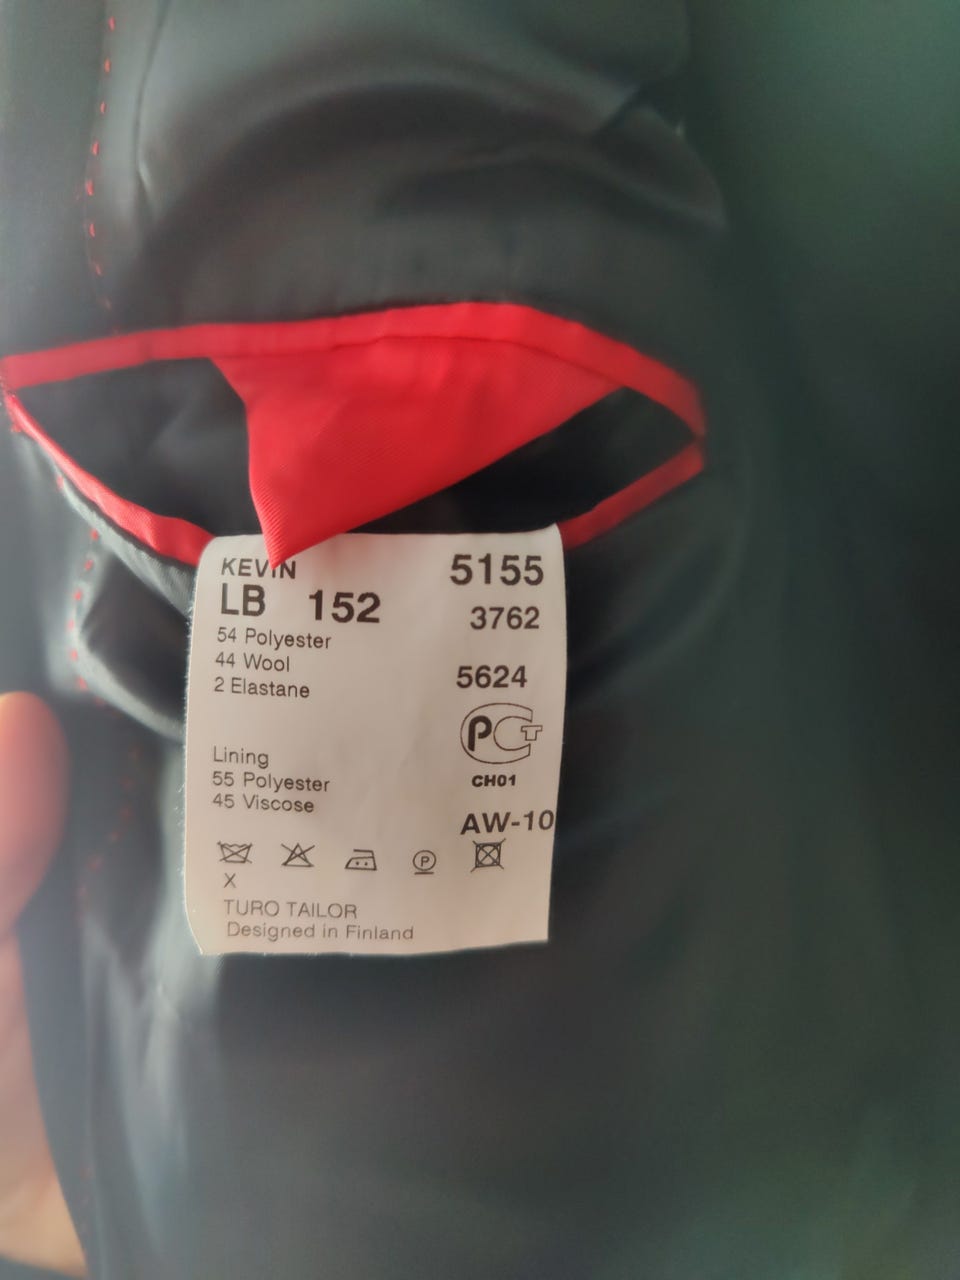 KEVIN 5155
LB 152
3762
54 Polyester
44 Wool
2 Elastane
5624
PCT
CH01
Lining
55 Polyester
45 Viscose
AW-10
P
X
TURO TAILOR
Designed in Finland